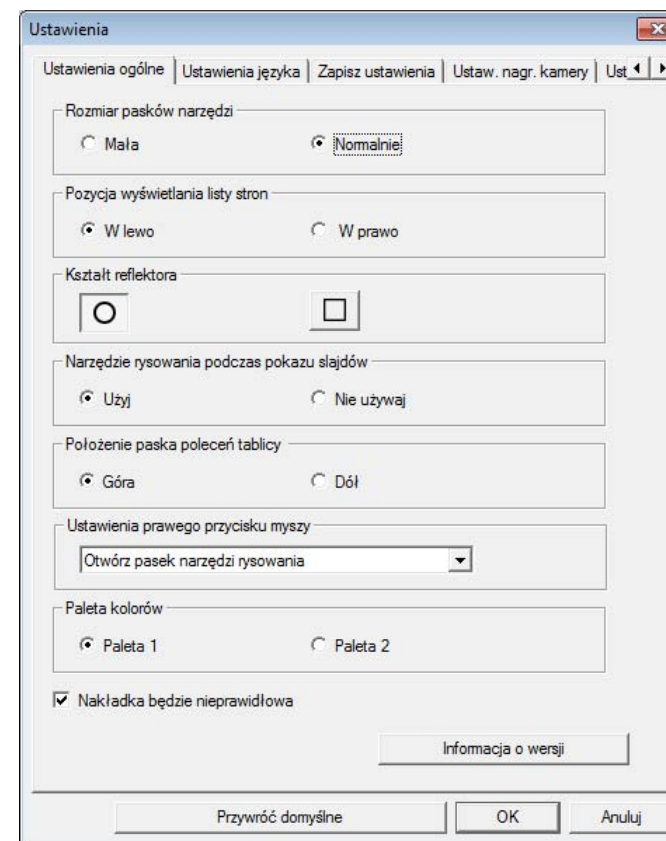 Ustawienia
Ustawienia ogólne Ustawienia języka Zapisz ustawienia Ustaw. nagr. kamery Ust
Rozmiar pasków narzędzi
Mała Normalnie
Pozycja wyświetlania listy stron
W lewo W prawo
Kształt reflektora
Narzędzie rysowania podczas pokazu slajdów
Użyj Nie używaj
Położenie paska poleceń tablicy
Góra Dół
Ustawienia prawego przycisku myszy
Otwórz pasek narzędzi rysowania
Paleta kolorów
Paleta 1 Paleta 2
Nakładka będzie nieprawidłowa
Informacja o wersji
Przywróć domyślne OK Anuluj